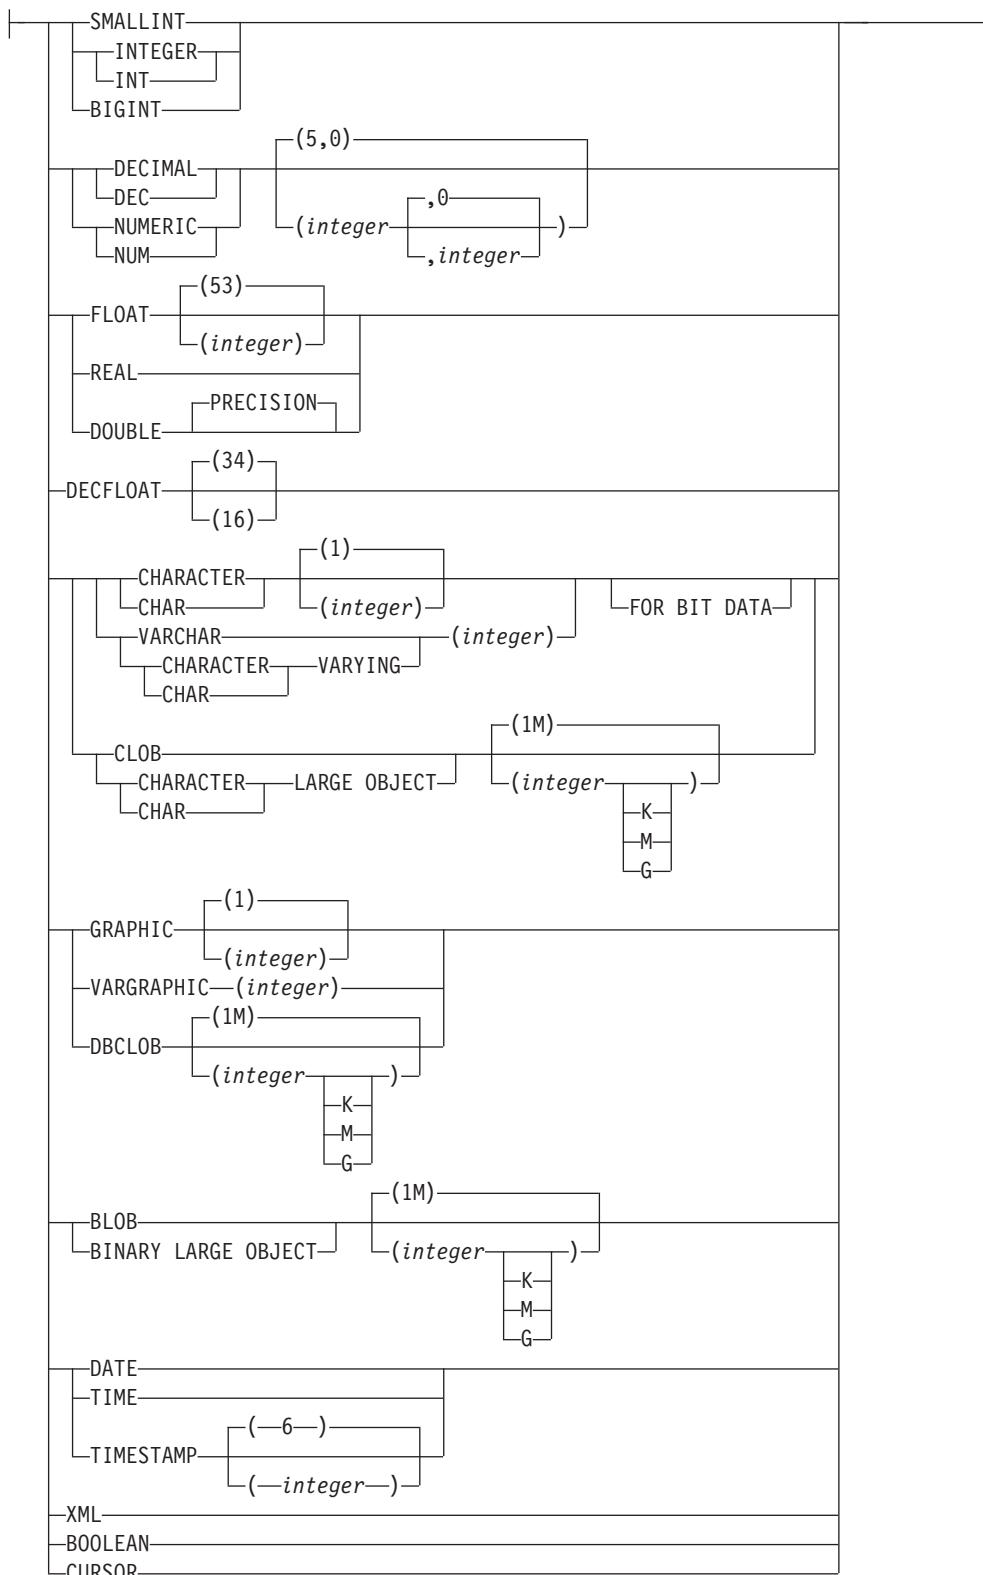 SMALLINT
INTEGER
INT
BIGINT
(5,0)
DECIMAL
DEC
,0
NUMERIC
(integer
)
NUM
,integer
(53)
FLOAT
(integer)
REAL
PRECISION
DOUBLE
(34)
DECFLOAT
(16)
(1)
CHARACTER
CHAR
(integer)
FOR BIT DATA
VARCHAR
(integer)
CHARACTER
VARYING
CHAR
(1M)
CLOB
CHARACTER
LARGE OBJECT
(integer
)
CHAR
K
M
G
(1)
GRAPHIC
(integer)
VARGRAPHIC
(integer)
(1M)
DBCLOB
(integer
)
K
M
G
(1M)
BLOB
BINARY LARGE OBJECT
(integer
)
K
M
G
DATE
TIME
( 6 )
TIMESTAMP
( integer )
XML
BOOLEAN
CURSOR